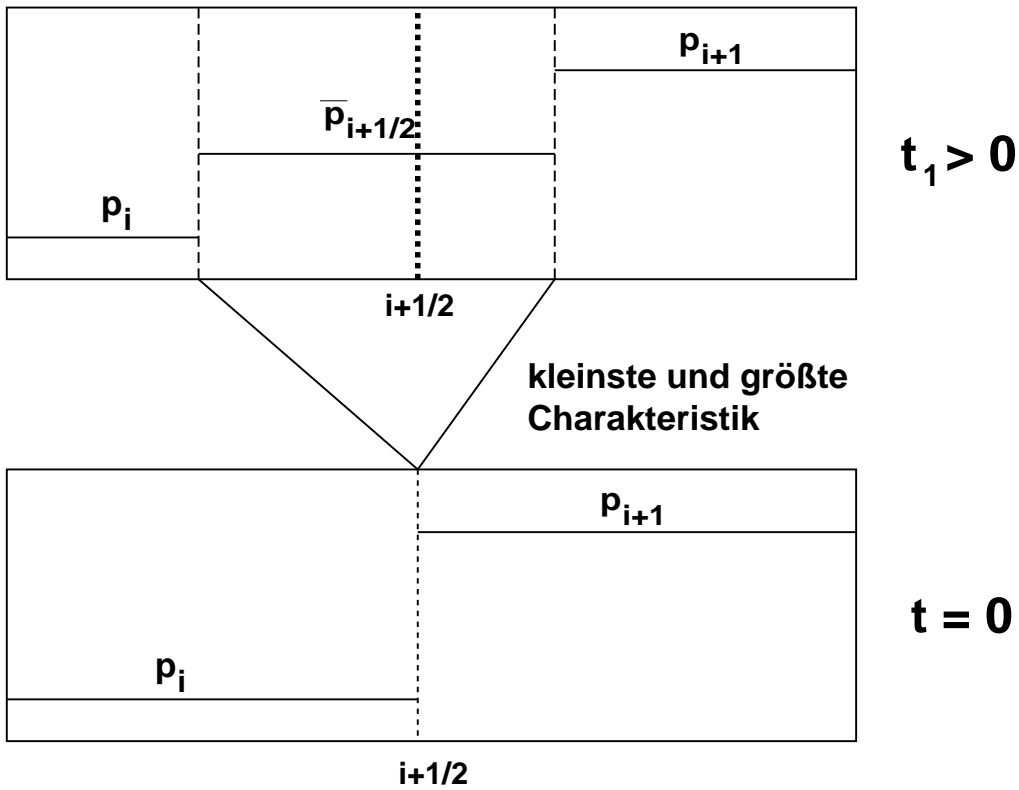 p_{i+1}
p̅_{i+1/2}
t_1 > 0
p_i
i+1/2
kleinste und größte
Charakteristik
p_{i+1}
t = 0
p_i
i+1/2